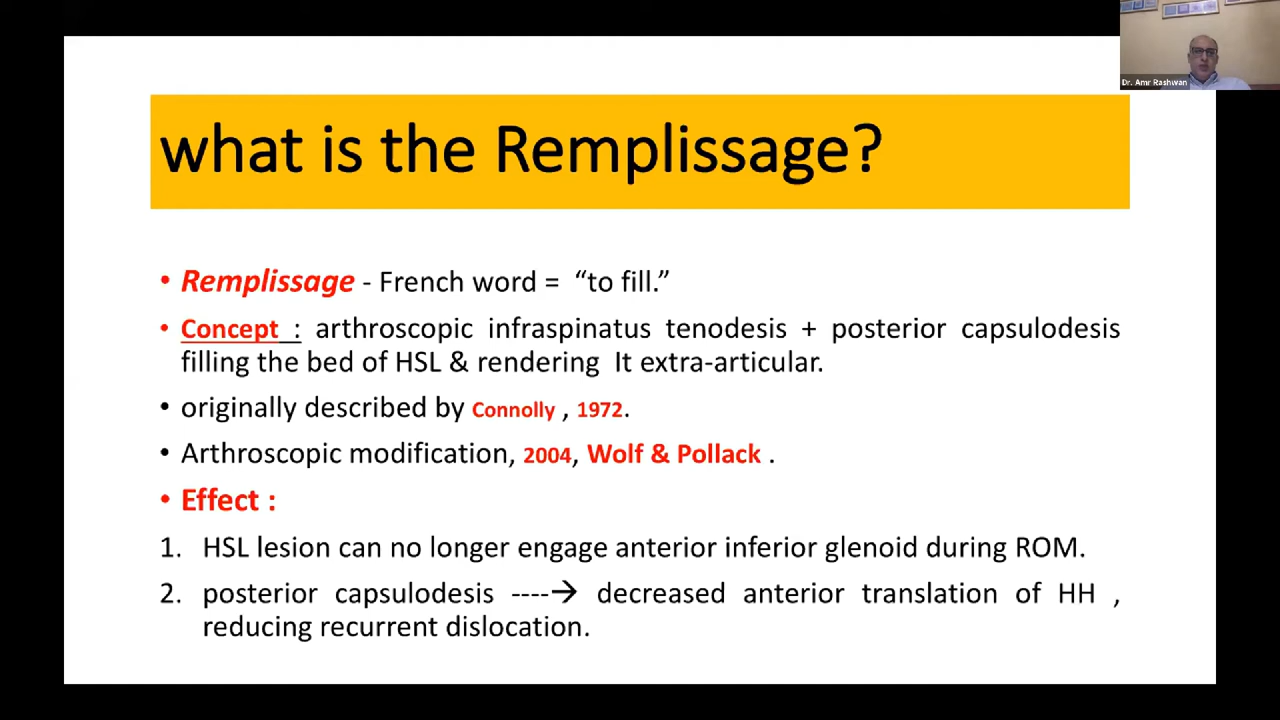 Dr. Amr Rashwan
what is the Remplissage?
• Remplissage - French word = “to fill.”
• Concept : arthroscopic infraspinatus tenodesis + posterior capsulodesis
filling the bed of HSL & rendering It extra-articular.
• originally described by Connolly , 1972.
• Arthroscopic modification, 2004, Wolf & Pollack .
• Effect :
1. HSL lesion can no longer engage anterior inferior glenoid during ROM.
2. posterior capsulodesis ----→ decreased anterior translation of HH ,
reducing recurrent dislocation.